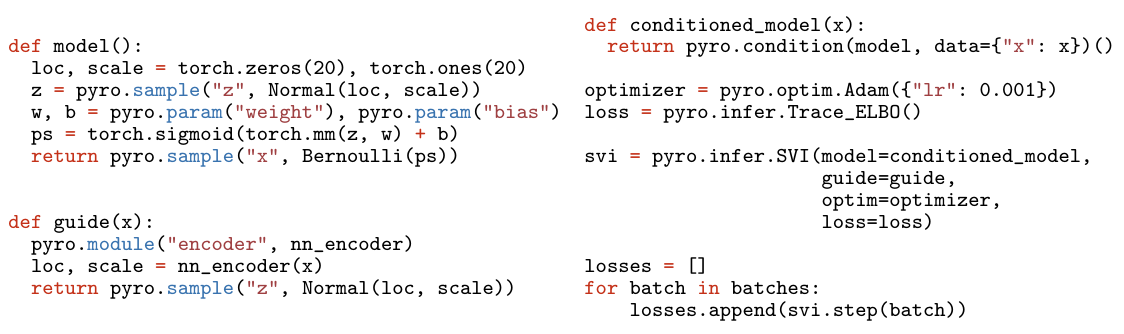 def model():
  loc, scale = torch.zeros(20), torch.ones(20)
  z = pyro.sample("z", Normal(loc, scale))
  w, b = pyro.param("weight"), pyro.param("bias")
  ps = torch.sigmoid(torch.mm(z, w) + b)
  return pyro.sample("x", Bernoulli(ps))
def guide(x):
  pyro.module("encoder", nn_encoder)
  loc, scale = nn_encoder(x)
  return pyro.sample("z", Normal(loc, scale))
def conditioned_model(x):
  return pyro.condition(model, data={"x": x})()
optimizer = pyro.optim.Adam({"lr": 0.001})
loss = pyro.infer.Trace_ELBO()
svi = pyro.infer.SVI(model=conditioned_model,
                     guide=guide,
                     optim=optimizer,
                     loss=loss)
losses = []
for batch in batches:
    losses.append(svi.step(batch))